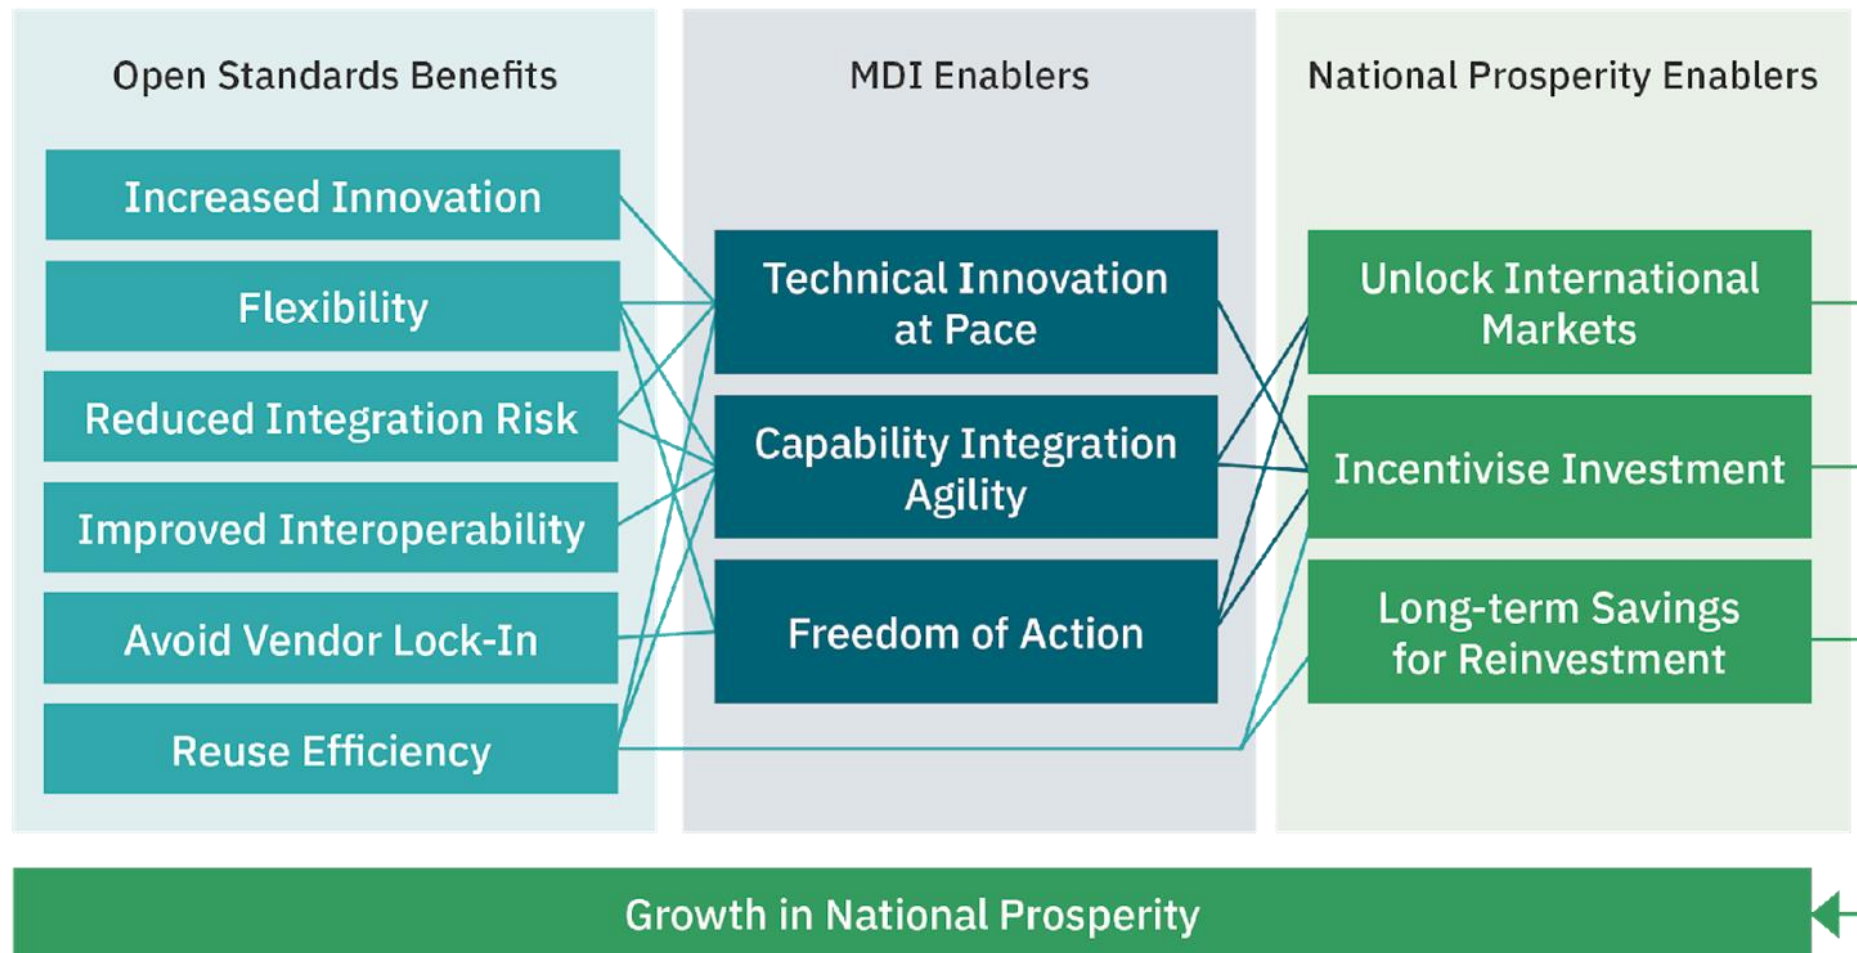 Open Standards Benefits
Increased Innovation
Flexibility
Reduced Integration Risk
Improved Interoperability
Avoid Vendor Lock-In
Reuse Efficiency
MDI Enablers
Technical Innovation
at Pace
Capability Integration
Agility
Freedom of Action
National Prosperity Enablers
Unlock International
Markets
Incentivise Investment
Long-term Savings
for Reinvestment
Growth in National Prosperity